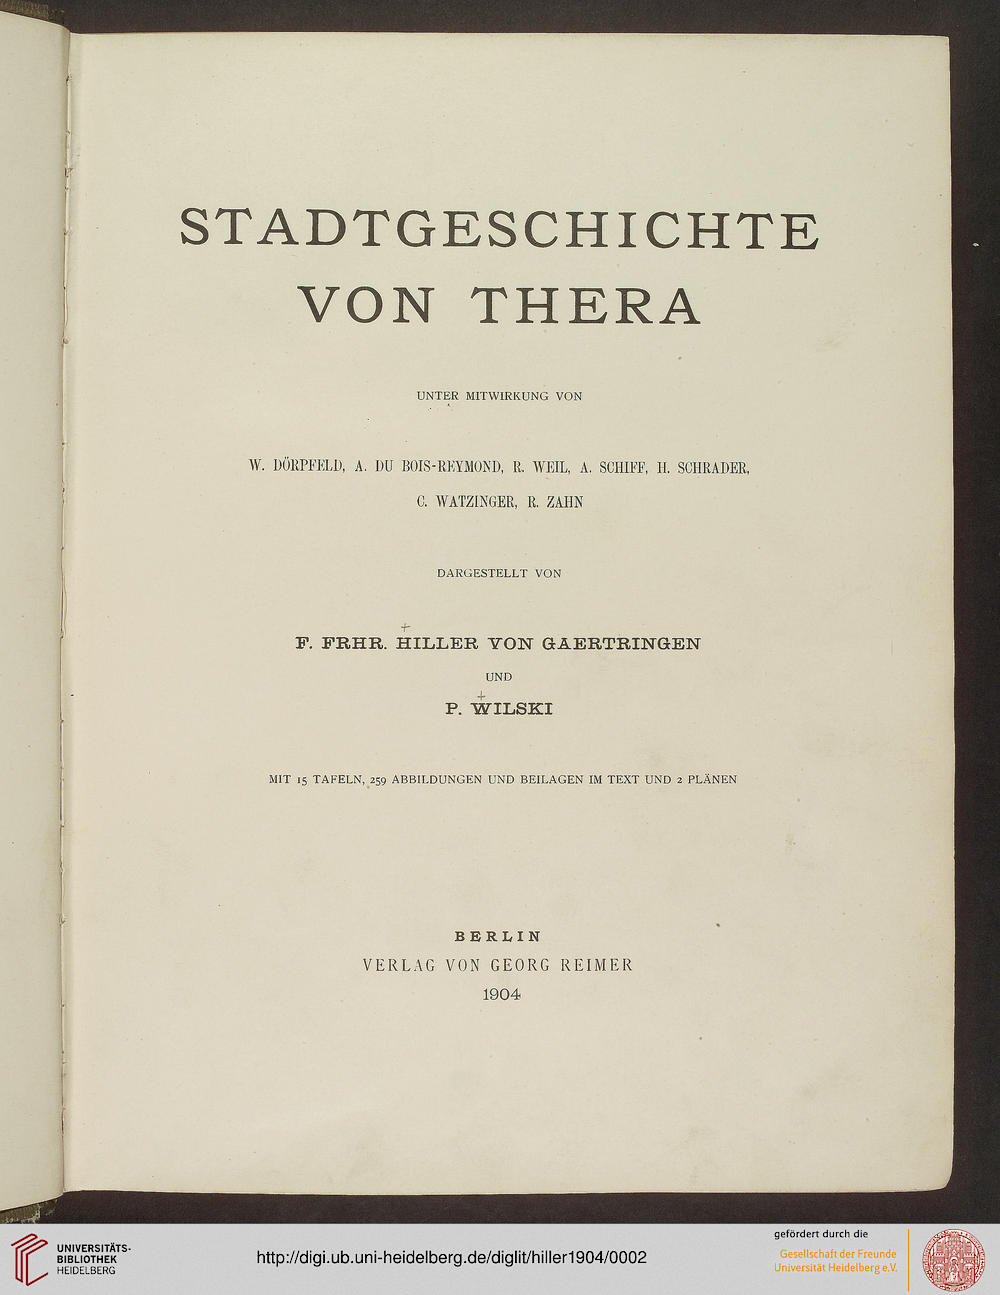 STADTGESCHICHTE
VON THERA
UNTER MITWIRKUNG VON
W. DÖRPFELD, A. DU BOIS-REYMOND, R. WEIL, A. SCHIFF, H. SCHRADER,
C. WATZINGER, R. ZAHN
DARGESTELLT VON
F. FRHR. HILLER VON GAERTRINGEN
UND
P. WILSKI
MIT 15 TAFELN, 259 ABBILDUNGEN UND BEILAGEN IM TEXT UND 2 PLÄNEN
BERLIN
VERLAG VON GEORG REIMER
1904
UNIVERSITÄTS-
BIBLIOTHEK
HEIDELBERG
http://digi.ub.uni-heidelberg.de/diglit/hiller1904/0002
gefördert durch die
Gesellschaft der Freunde
Universität Heidelberg e.V.